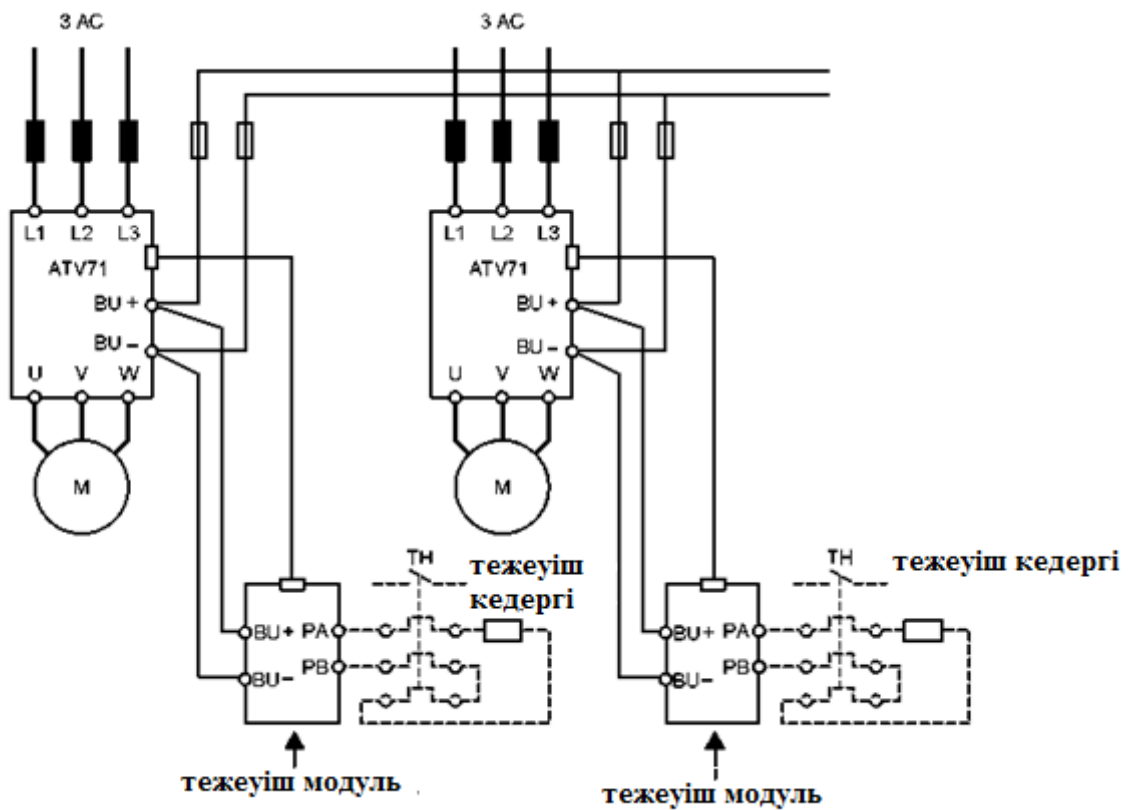 3 AC
3 AC
L1 L2 L3
L1 L2 L3
ATV71
ATV71
BU +
BU +
BU –
BU –
U V W
U V W
M
M
TH
тежеуіш
кедергі
TH
тежеуіш кедергі
BU+ PA
BU+ PA
PB
PB
BU–
BU–
тежеуіш модуль
тежеуіш модуль